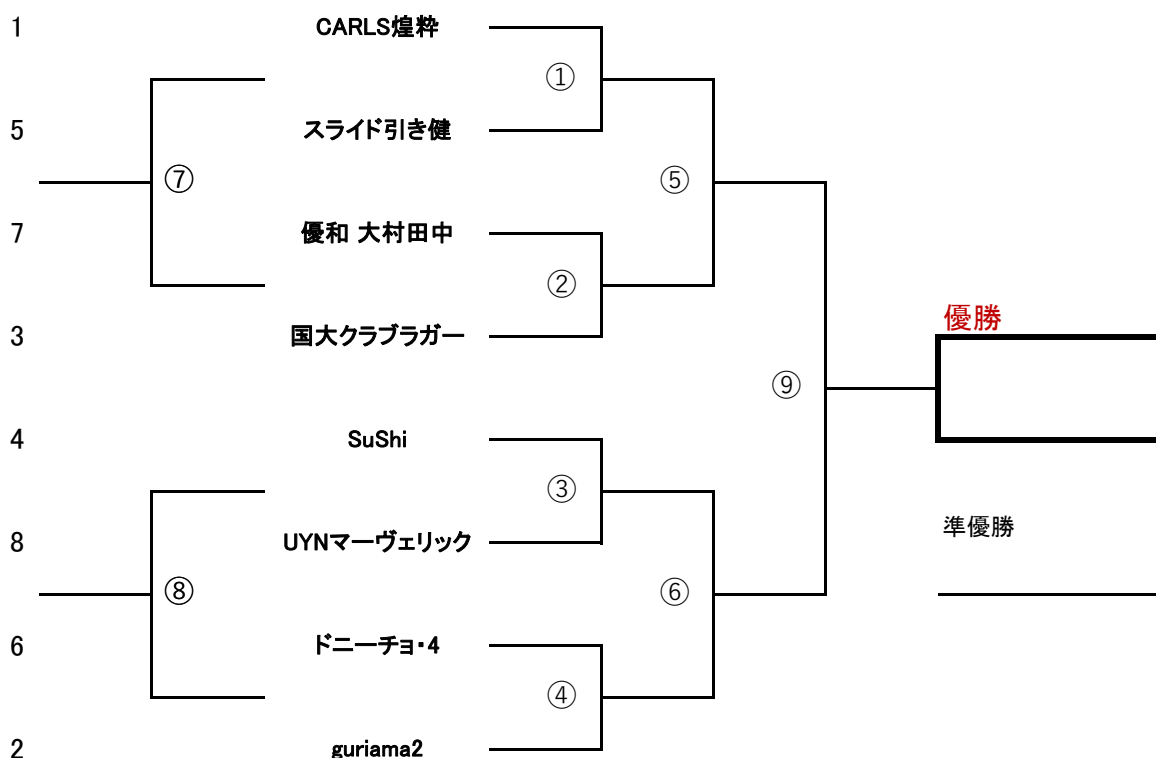 1 CARLS煌粋
①
5 スライド引き健
⑦ ⑤
7 優和 大村田中
②
優勝
3 国大クラブラガー
⑨
4 SuShi
③
準優勝
8 UYNマーヴェリック
⑧ ⑥
6 ドニーチョ・4
④
2 guriama2